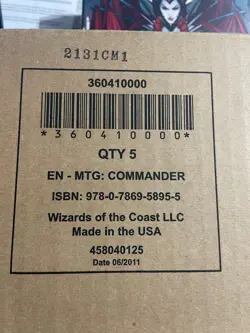 2131CM1
360410000
*360410000*
QTY 5
EN - MTG: COMMANDER
ISBN: 978-0-7869-5895-5
Wizards of the Coast LLC
Made in the USA
458040125
Date 06/2011